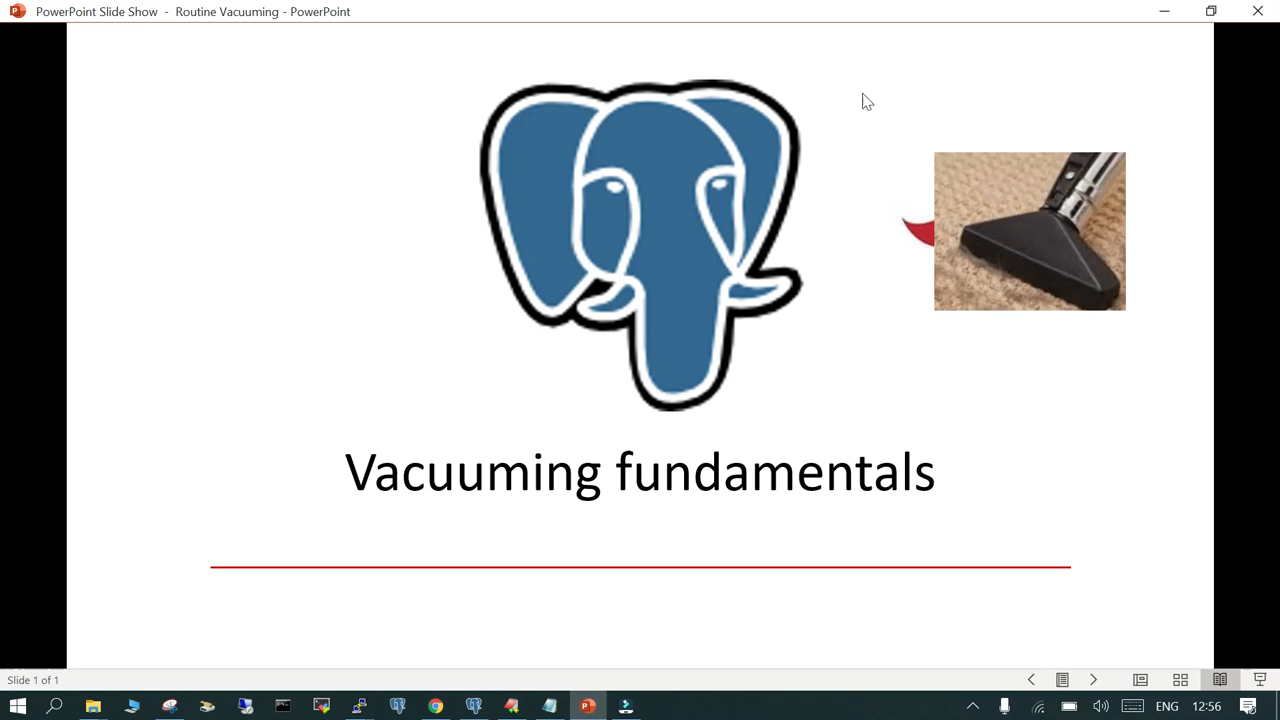 PowerPoint Slide Show - Routine Vacuuming - PowerPoint
Vacuuming fundamentals
Slide 1 of 1
ENG 12:56